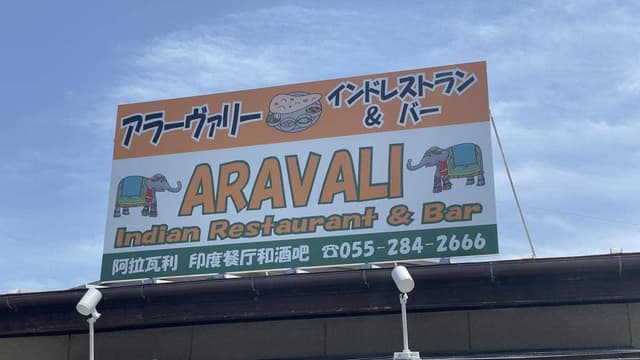 アラーヴァリー
インドレストラン
& バー
ARAVALI
Indian Restaurant & Bar
阿拉瓦利 印度餐厅和酒吧 ☎055-284-2666